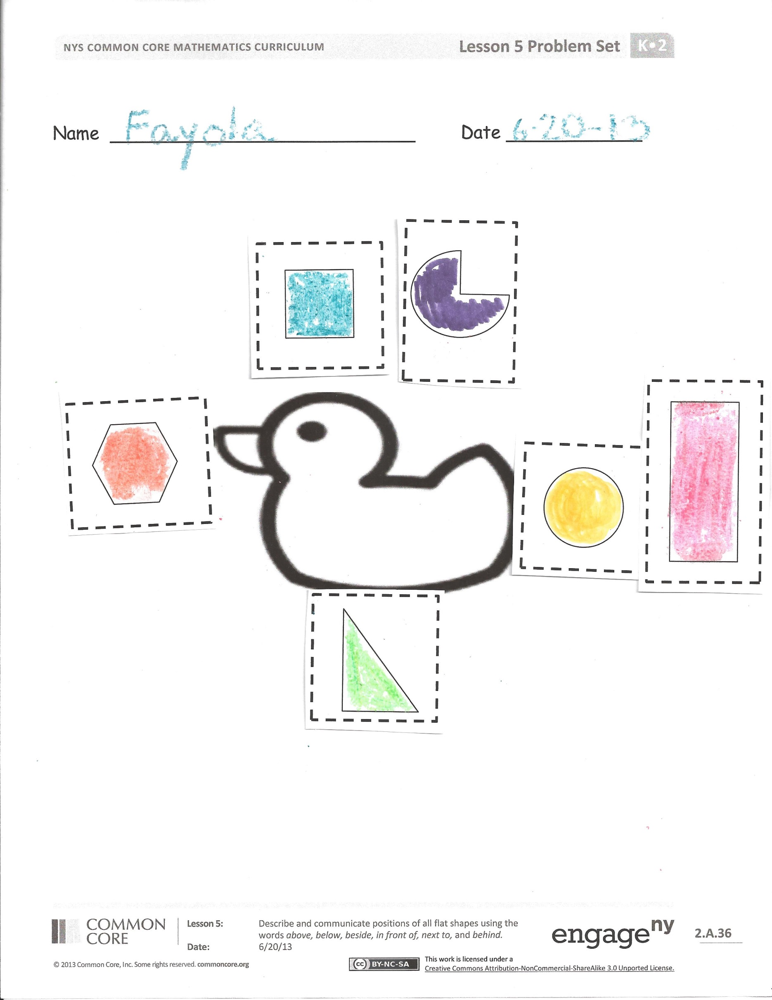 NYS COMMON CORE MATHEMATICS CURRICULUM
Lesson 5 Problem Set K•2
Name Fayola Date 6-20-13
COMMON CORE
Lesson 5: Describe and communicate positions of all flat shapes using the
words above, below, beside, in front of, next to, and behind.
Date: 6/20/13
engage ny
2.A.36
© 2013 Common Core, Inc. Some rights reserved. commoncore.org
cc BY-NC-SA
This work is licensed under a
Creative Commons Attribution-NonCommercial-ShareAlike 3.0 Unported License.